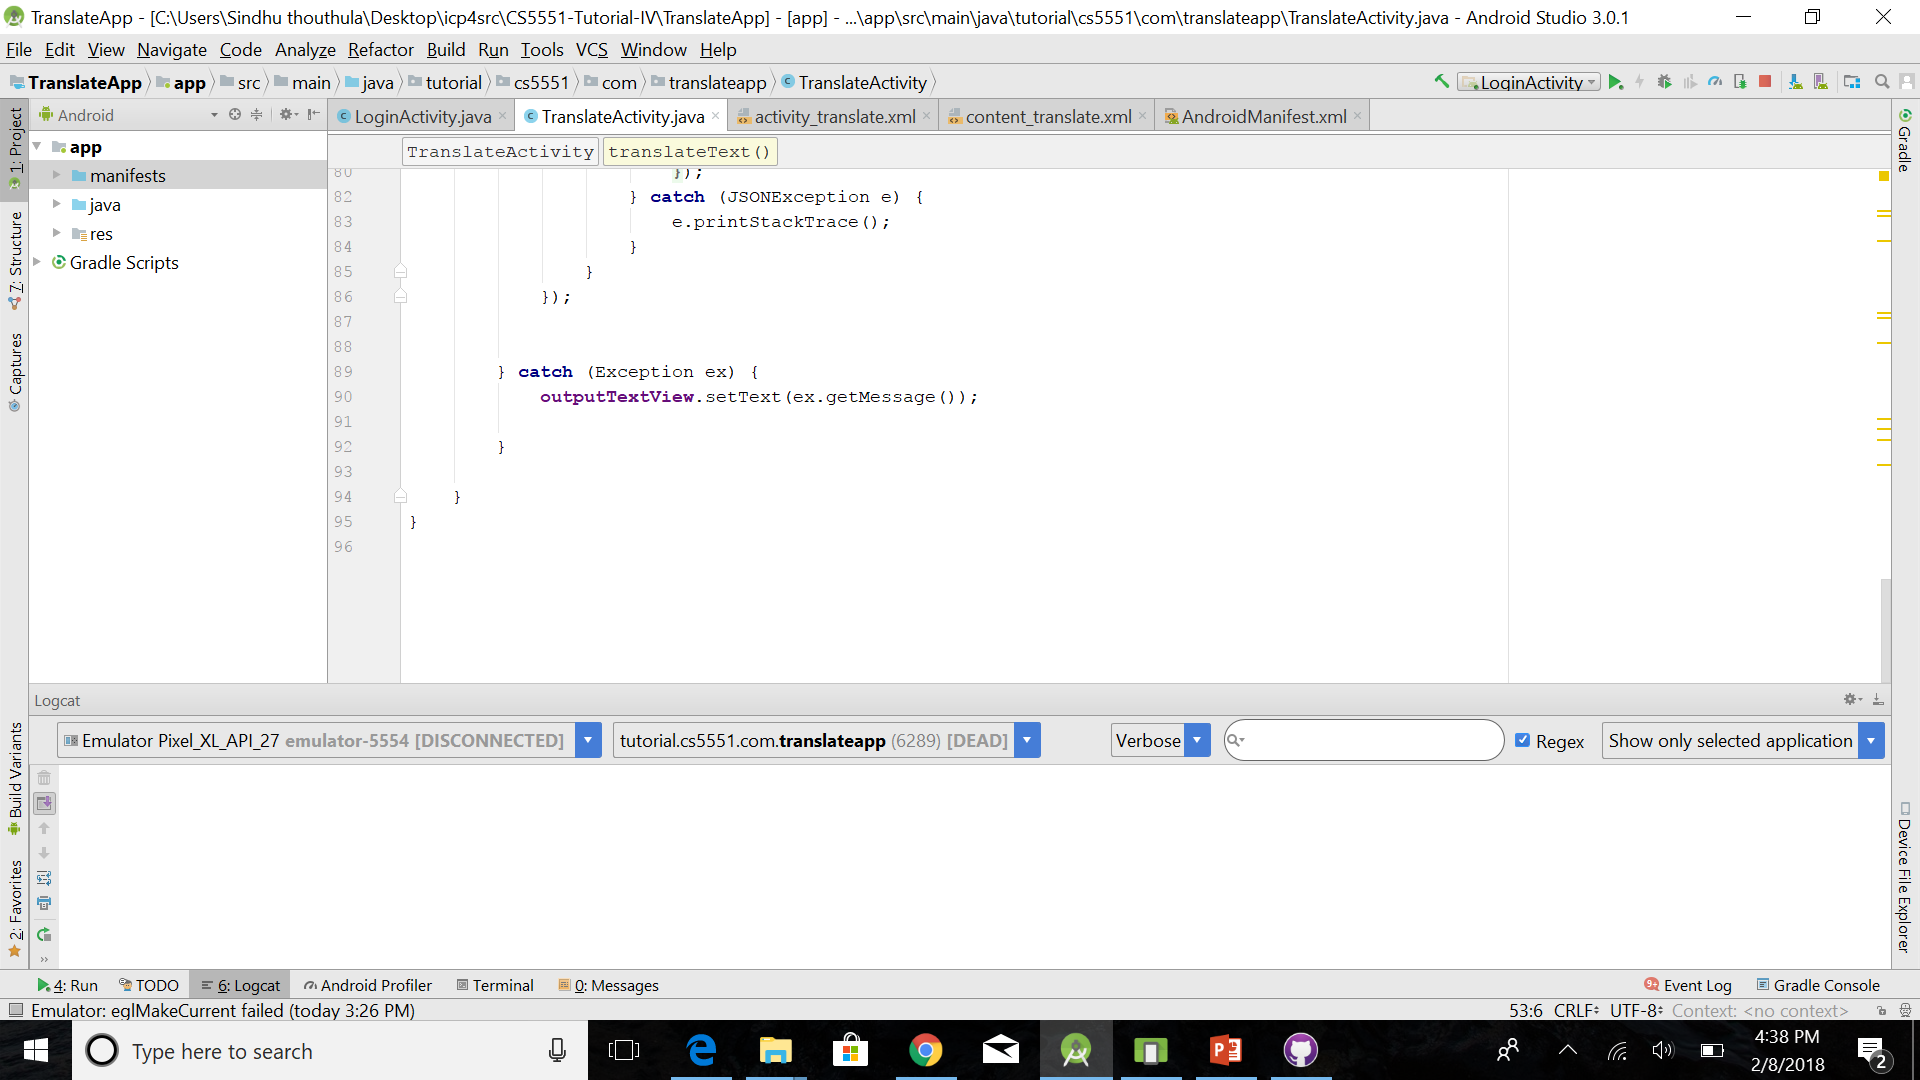 TranslateApp - [C:\Users\Sindhu thouthula\Desktop\icp4src\CS5551-Tutorial-IV\TranslateApp] - [app] - ...\app\src\main\java\tutorial\cs5551\com\translateapp\TranslateActivity.java - Android Studio 3.0.1
File Edit View Navigate Code Analyze Refactor Build Run Tools VCS Window Help
TranslateApp app src main java tutorial cs5551 com translateapp TranslateActivity LoginActivity
Android LoginActivity.java TranslateActivity.java activity_translate.xml content_translate.xml AndroidManifest.xml
TranslateActivity translateText()
app
manifests
java
res
Gradle Scripts
1: Project
7: Structure
Captures
Build Variants
2: Favorites
Gradle
Device File Explorer
80 });
82 } catch (JSONException e) {
83 e.printStackTrace();
84 }
85 }
86 });
87
88
89 } catch (Exception ex) {
90 outputTextView.setText(ex.getMessage());
91
92 }
93
94 }
95 }
96
Logcat
Emulator Pixel_XL_API_27 emulator-5554 [DISCONNECTED] tutorial.cs5551.com.translateapp (6289) [DEAD] Verbose Regex Show only selected application
4: Run TODO 6: Logcat Android Profiler Terminal 0: Messages Event Log Gradle Console
Emulator: eglMakeCurrent failed (today 3:26 PM) 53:6 CRLF UTF-8 Context: <no context>
Type here to search
4:38 PM
2/8/2018
2